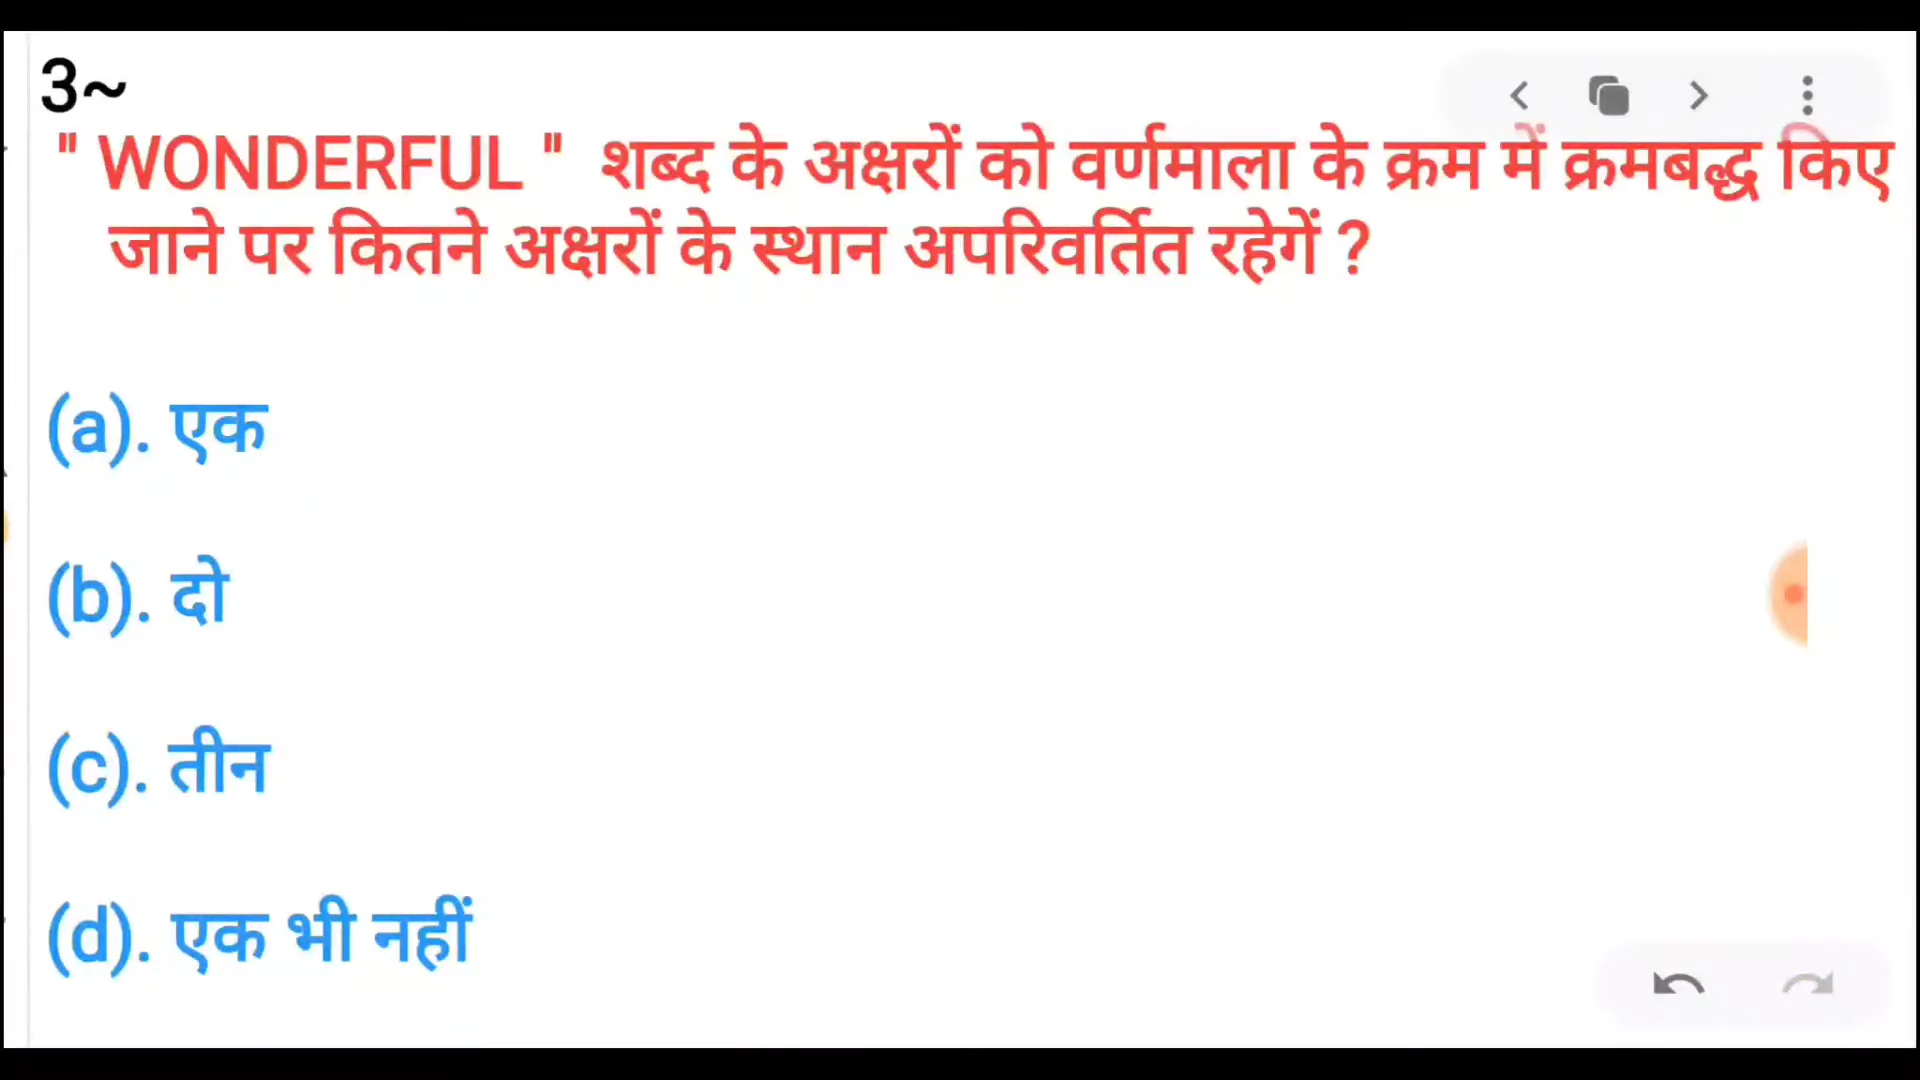 3~
" WONDERFUL " शब्द के अक्षरों को वर्णमाला के क्रम में क्रमबद्ध किए
जाने पर कितने अक्षरों के स्थान अपरिवर्तित रहेगें ?
(a). एक
(b). दो
(c). तीन
(d). एक भी नहीं